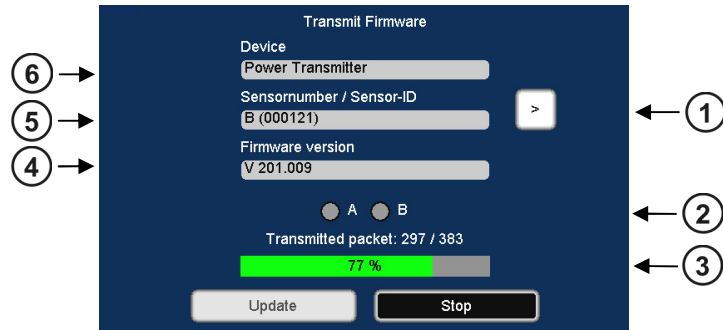 Transmit Firmware
Device
6
Power Transmitter
Sensornumber / Sensor-ID
>
1
5
B (000121)
Firmware version
4
V 201.009
A B
2
Transmitted packet: 297 / 383
77 %
3
Update Stop